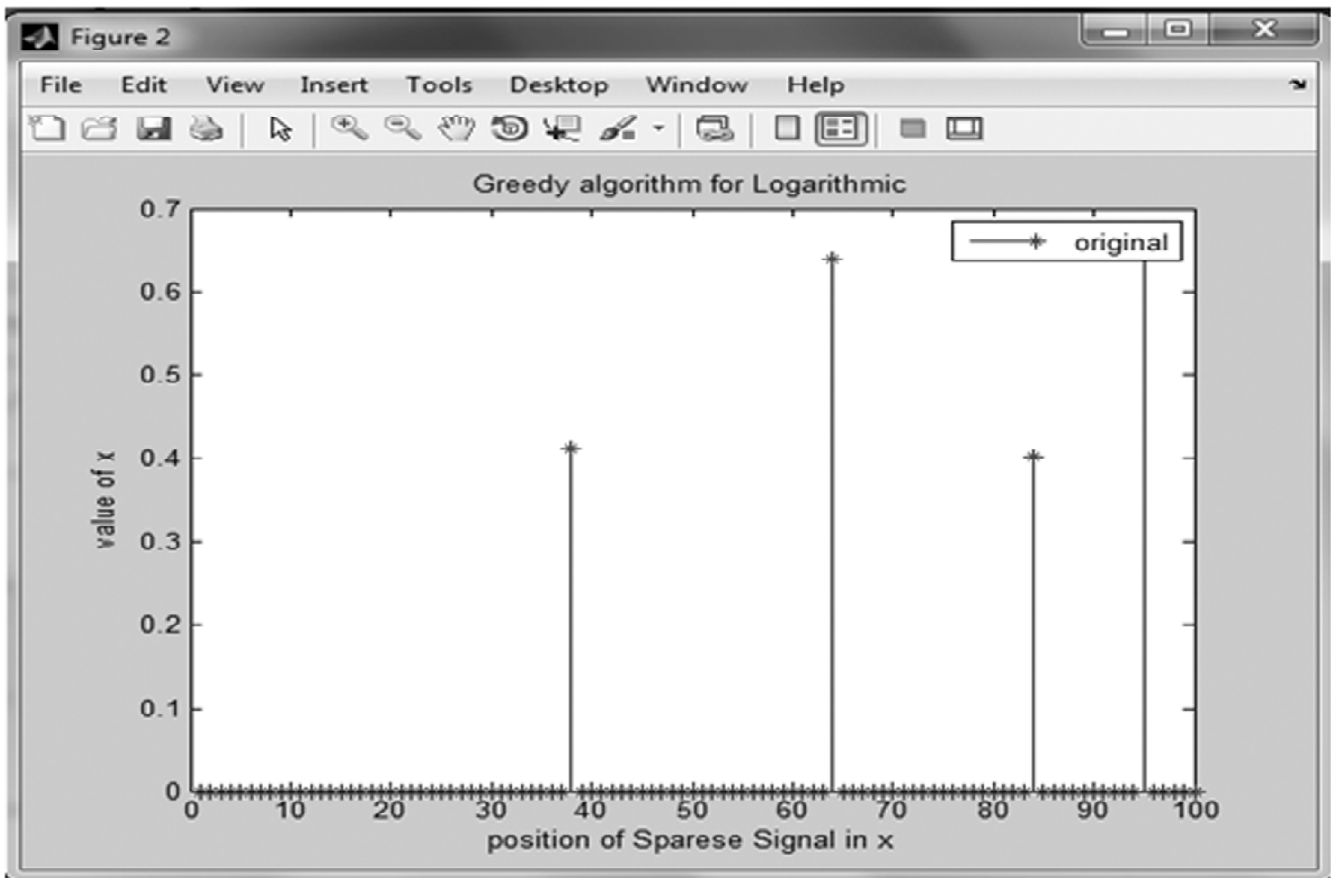 Figure 2
File Edit View Insert Tools Desktop Window Help
Greedy algorithm for Logarithmic
original
0.7
0.6
0.5
0.4
0.3
0.2
0.1
0
value of x
0 10 20 30 40 50 60 70 80 90 100
position of Sparese Signal in x